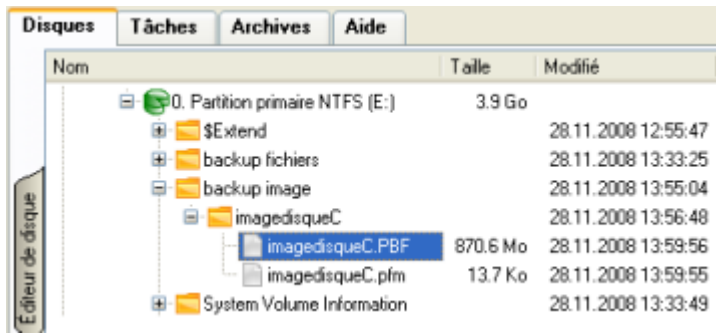 Disques Tâches Archives Aide
Nom Taille Modifié
0. Partition primaire NTFS (E:) 3.9 Go
$Extend 28.11.2008 12:55:47
backup fichiers 28.11.2008 13:33:25
backup image 28.11.2008 13:55:04
imagedisqueC 28.11.2008 13:56:48
imagedisqueC.PBF 870.6 Mo 28.11.2008 13:59:56
imagedisqueC.pfm 13.7 Ko 28.11.2008 13:59:55
System Volume Information 28.11.2008 13:33:49
Éditeur de disque